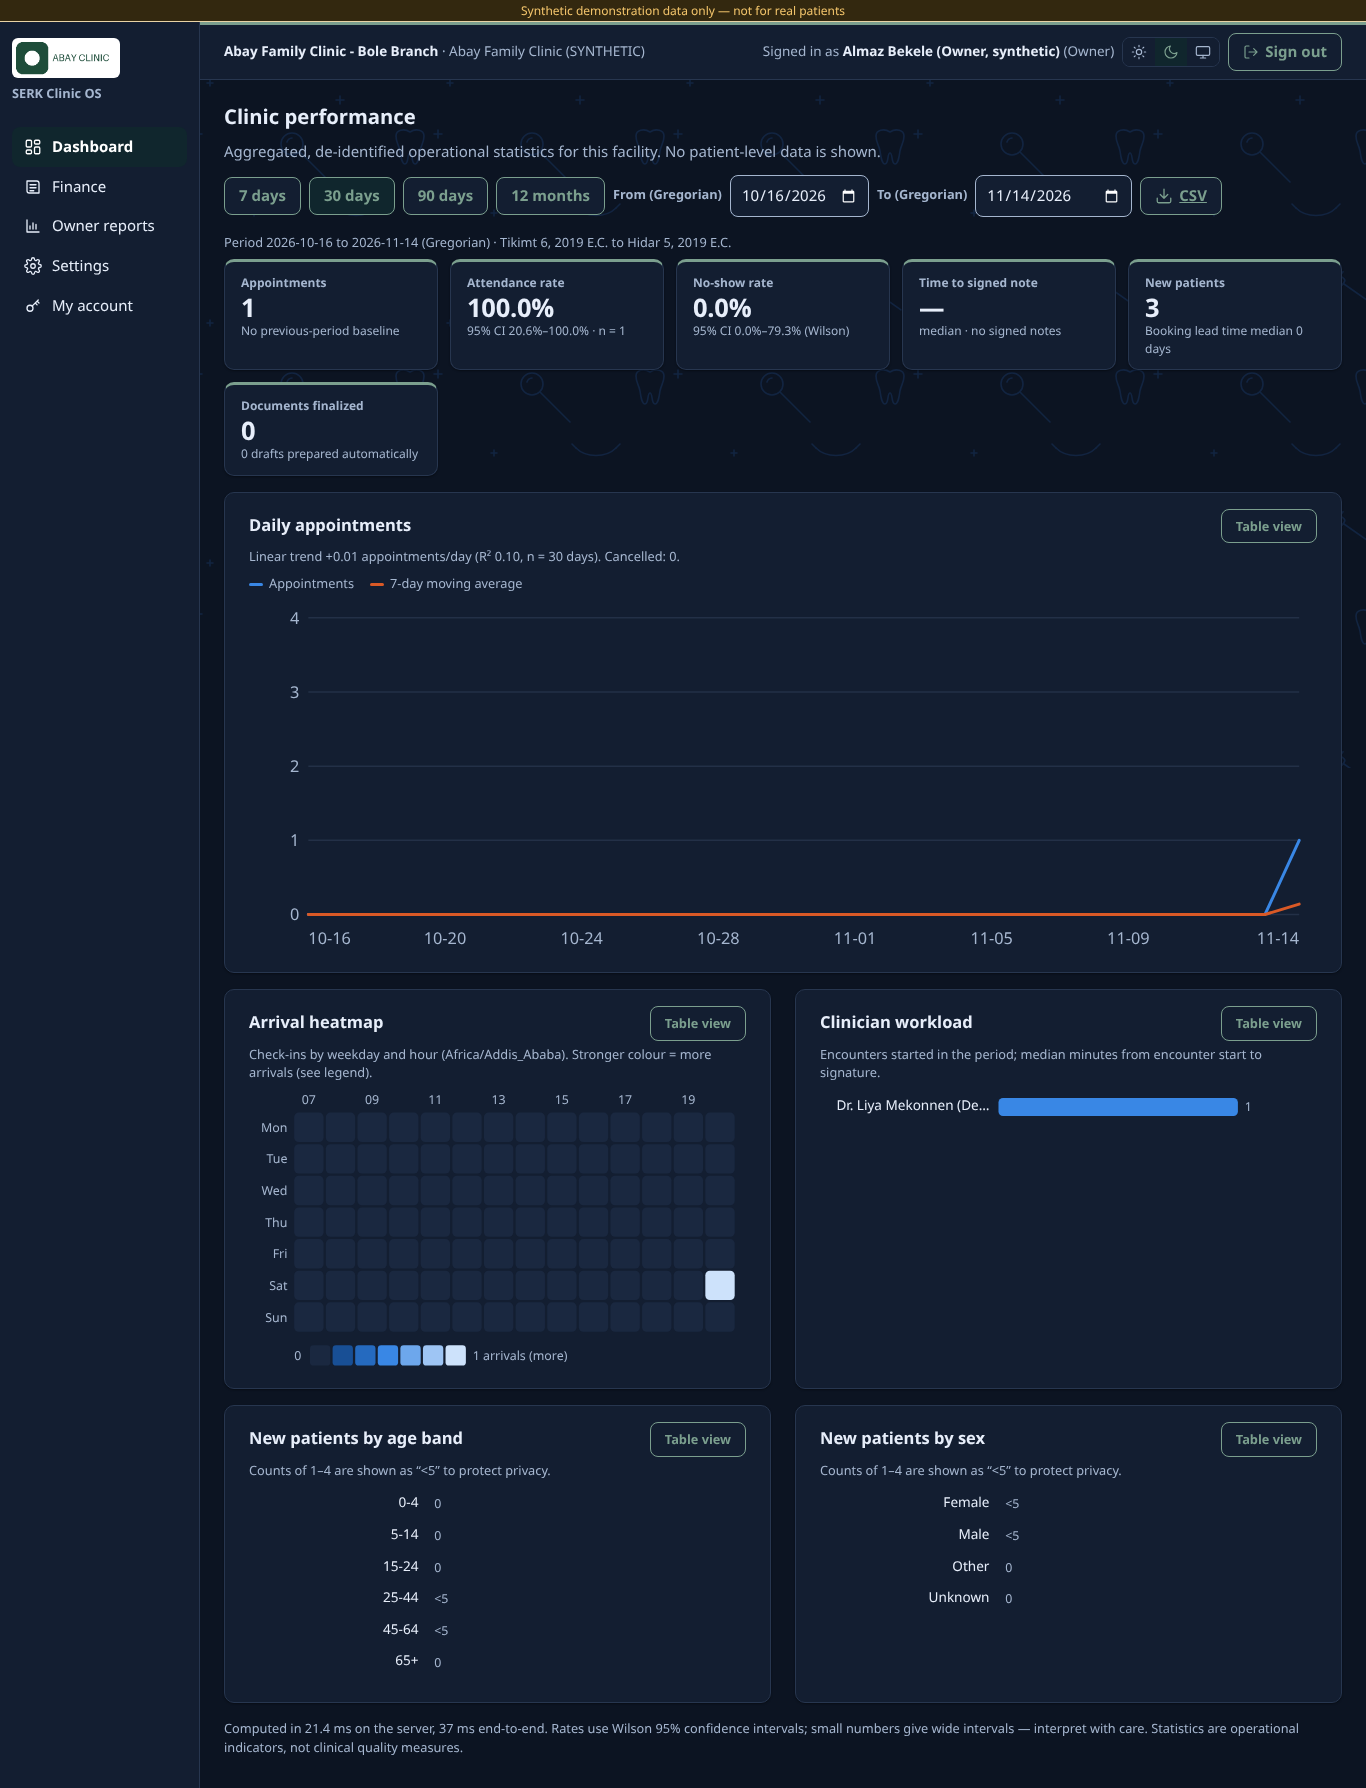 Synthetic demonstration data only — not for real patients
ABAY CLINIC
SERK Clinic OS
Dashboard
Finance
Owner reports
Settings
My account
Abay Family Clinic - Bole Branch · Abay Family Clinic (SYNTHETIC)
Signed in as Almaz Bekele (Owner, synthetic) (Owner)
Sign out
Clinic performance
Aggregated, de-identified operational statistics for this facility. No patient-level data is shown.
7 days 30 days 90 days 12 months From (Gregorian) 10/16/2026 To (Gregorian) 11/14/2026 CSV
Period 2026-10-16 to 2026-11-14 (Gregorian) · Tikimt 6, 2019 E.C. to Hidar 5, 2019 E.C.
Appointments
1
No previous-period baseline
Attendance rate
100.0%
95% CI 20.6%–100.0% · n = 1
No-show rate
0.0%
95% CI 0.0%–79.3% (Wilson)
Time to signed note
—
median · no signed notes
New patients
3
Booking lead time median 0
days
Documents finalized
0
0 drafts prepared automatically
Daily appointments
Table view
Linear trend +0.01 appointments/day (R² 0.10, n = 30 days). Cancelled: 0.
Appointments 7-day moving average
4
3
2
1
0
10-16 10-20 10-24 10-28 11-01 11-05 11-09 11-14
Arrival heatmap
Table view
Check-ins by weekday and hour (Africa/Addis_Ababa). Stronger colour = more
arrivals (see legend).
07 09 11 13 15 17 19
Mon
Tue
Wed
Thu
Fri
Sat
Sun
0 1 arrivals (more)
Clinician workload
Table view
Encounters started in the period; median minutes from encounter start to
signature.
Dr. Liya Mekonnen (De... 1
New patients by age band
Table view
Counts of 1–4 are shown as “<5” to protect privacy.
0-4 0
5-14 0
15-24 0
25-44 <5
45-64 <5
65+ 0
New patients by sex
Table view
Counts of 1–4 are shown as “<5” to protect privacy.
Female <5
Male <5
Other 0
Unknown 0
Computed in 21.4 ms on the server, 37 ms end-to-end. Rates use Wilson 95% confidence intervals; small numbers give wide intervals — interpret with care. Statistics are operational
indicators, not clinical quality measures.